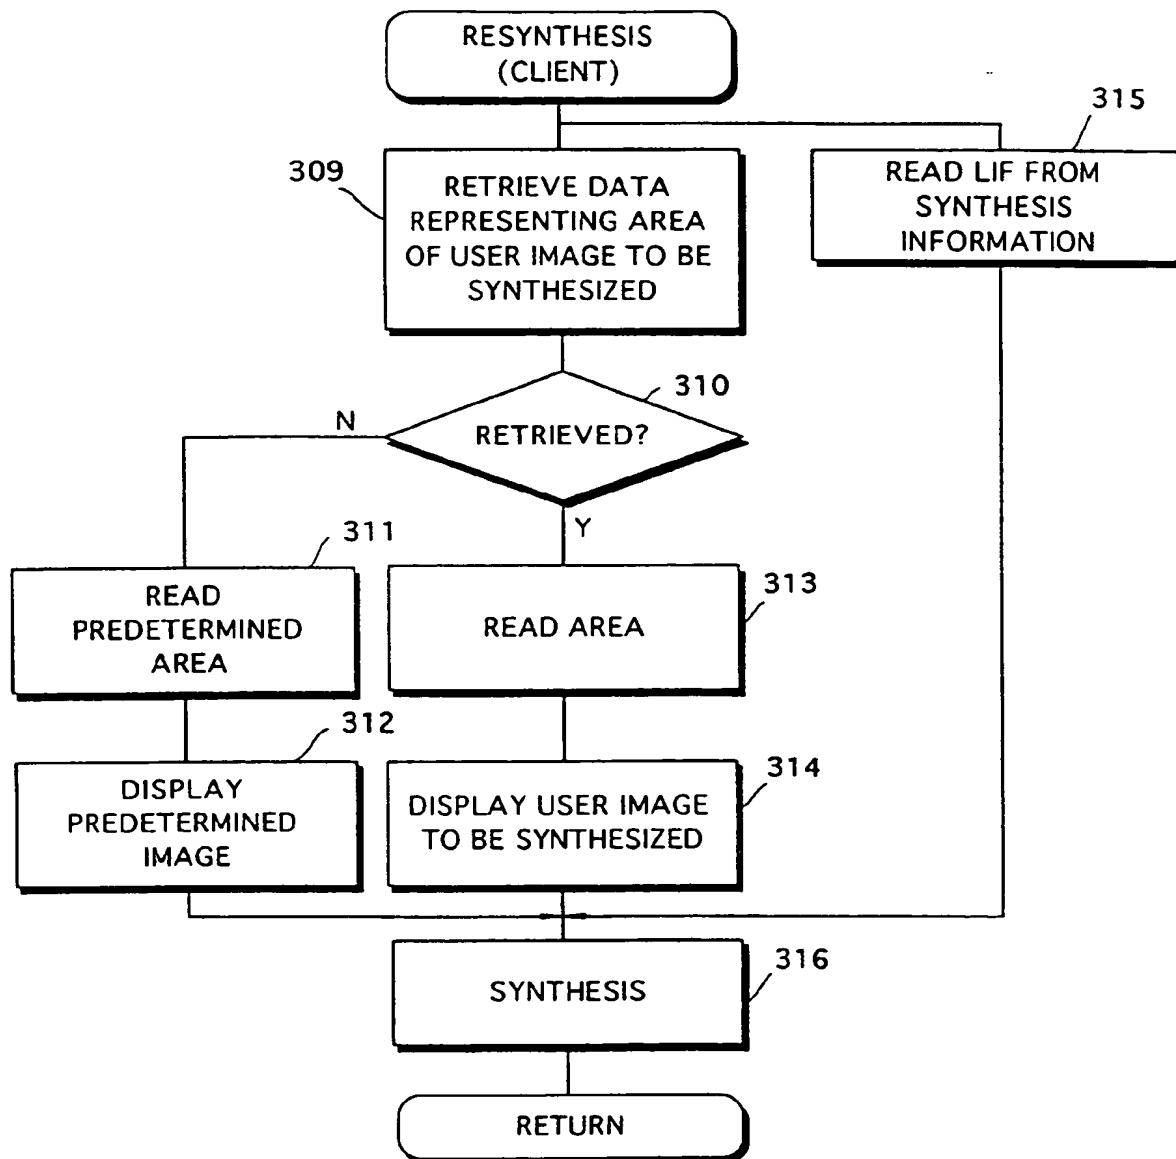 RESYNTHESIS
(CLIENT)
315
READ LIF FROM
SYNTHESIS
INFORMATION
309
RETRIEVE DATA
REPRESENTING AREA
OF USER IMAGE TO BE
SYNTHESIZED
310
N
RETRIEVED?
Y
311
READ
PREDETERMINED
AREA
313
READ AREA
312
DISPLAY
PREDETERMINED
IMAGE
314
DISPLAY USER IMAGE
TO BE SYNTHESIZED
316
SYNTHESIS
RETURN